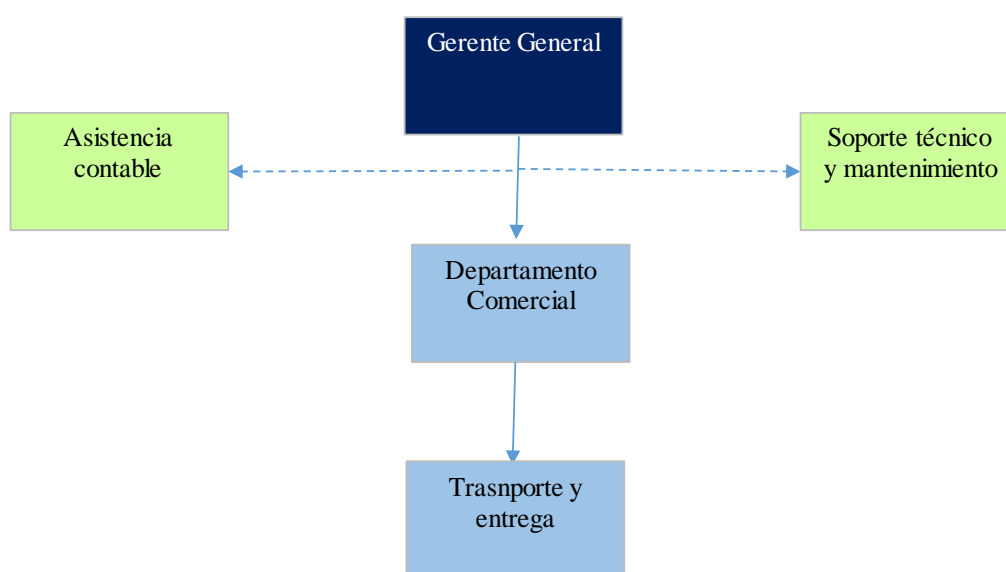 Gerente General
Asistencia
contable
Soporte técnico
y mantenimiento
Departamento
Comercial
Trasnporte y
entrega